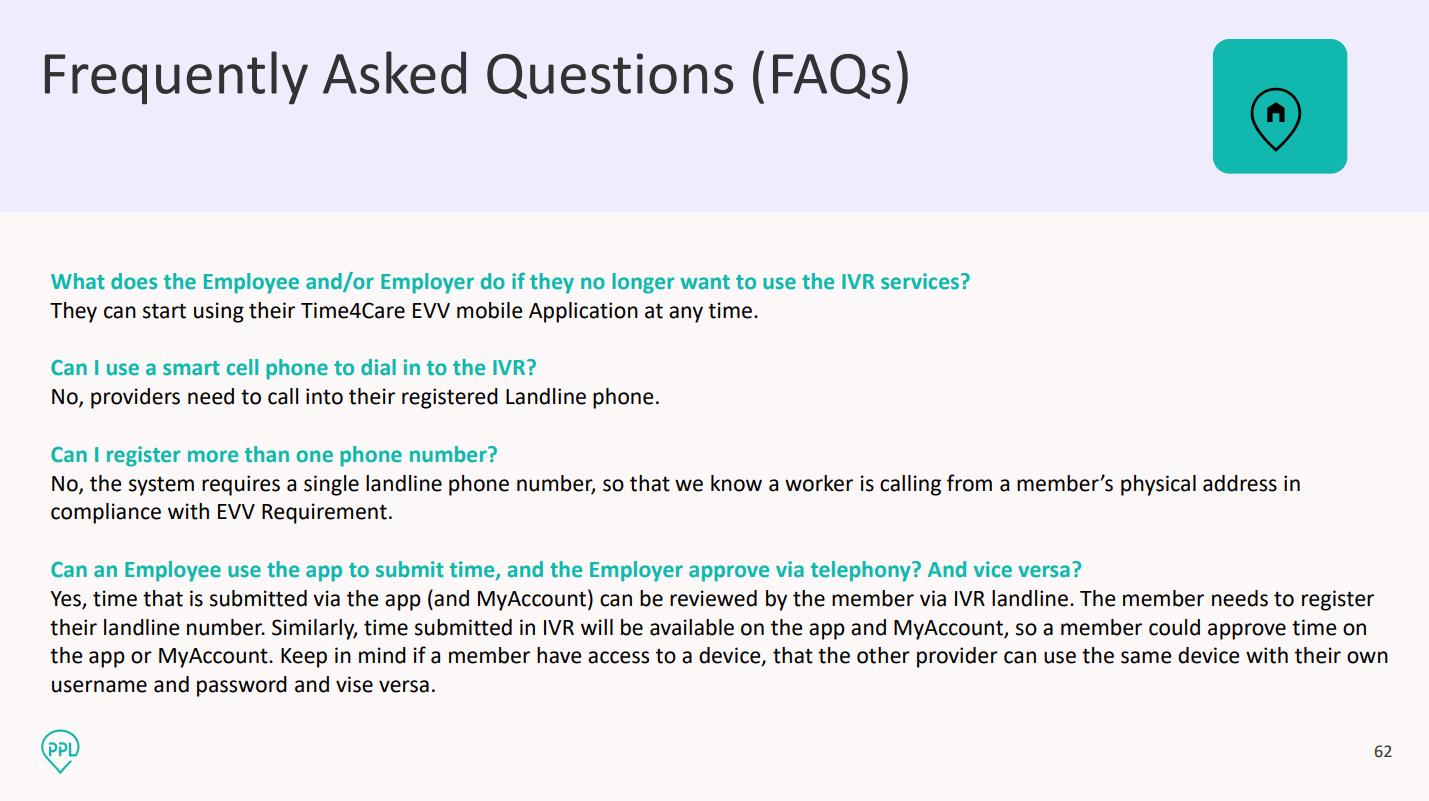 Frequently Asked Questions (FAQs)
What does the Employee and/or Employer do if they no longer want to use the IVR services?
They can start using their Time4Care EVV mobile Application at any time.
Can I use a smart cell phone to dial in to the IVR?
No, providers need to call into their registered Landline phone.
Can I register more than one phone number?
No, the system requires a single landline phone number, so that we know a worker is calling from a member’s physical address in
compliance with EVV Requirement.
Can an Employee use the app to submit time, and the Employer approve via telephony? And vice versa?
Yes, time that is submitted via the app (and MyAccount) can be reviewed by the member via IVR landline. The member needs to register
their landline number. Similarly, time submitted in IVR will be available on the app and MyAccount, so a member could approve time on
the app or MyAccount. Keep in mind if a member have access to a device, that the other provider can use the same device with their own
username and password and vise versa.
PPL
62